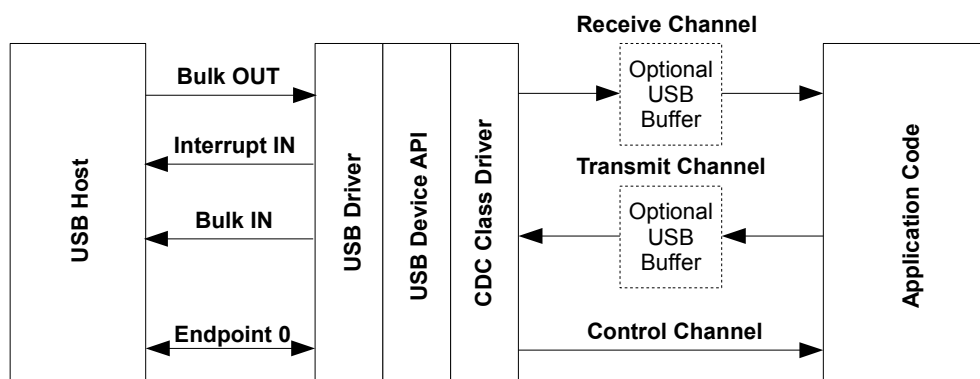 Receive Channel
Bulk OUT
Optional
USB
Buffer
Interrupt IN
Transmit Channel
Bulk IN
Optional
USB
Buffer
Endpoint 0
Control Channel
USB Host
USB Driver
USB Device API
CDC Class Driver
Application Code